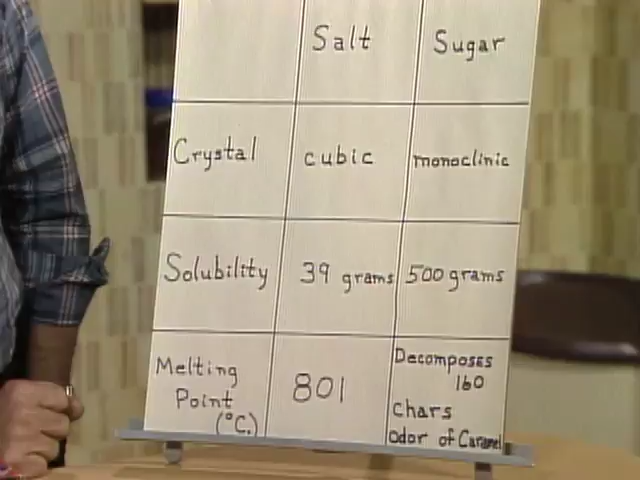 Salt Sugar
Crystal cubic monoclinic
Solubility 39 grams 500 grams
Melting
Point
(°C.)
801
Decomposes
160
Chars
odor of Caramel